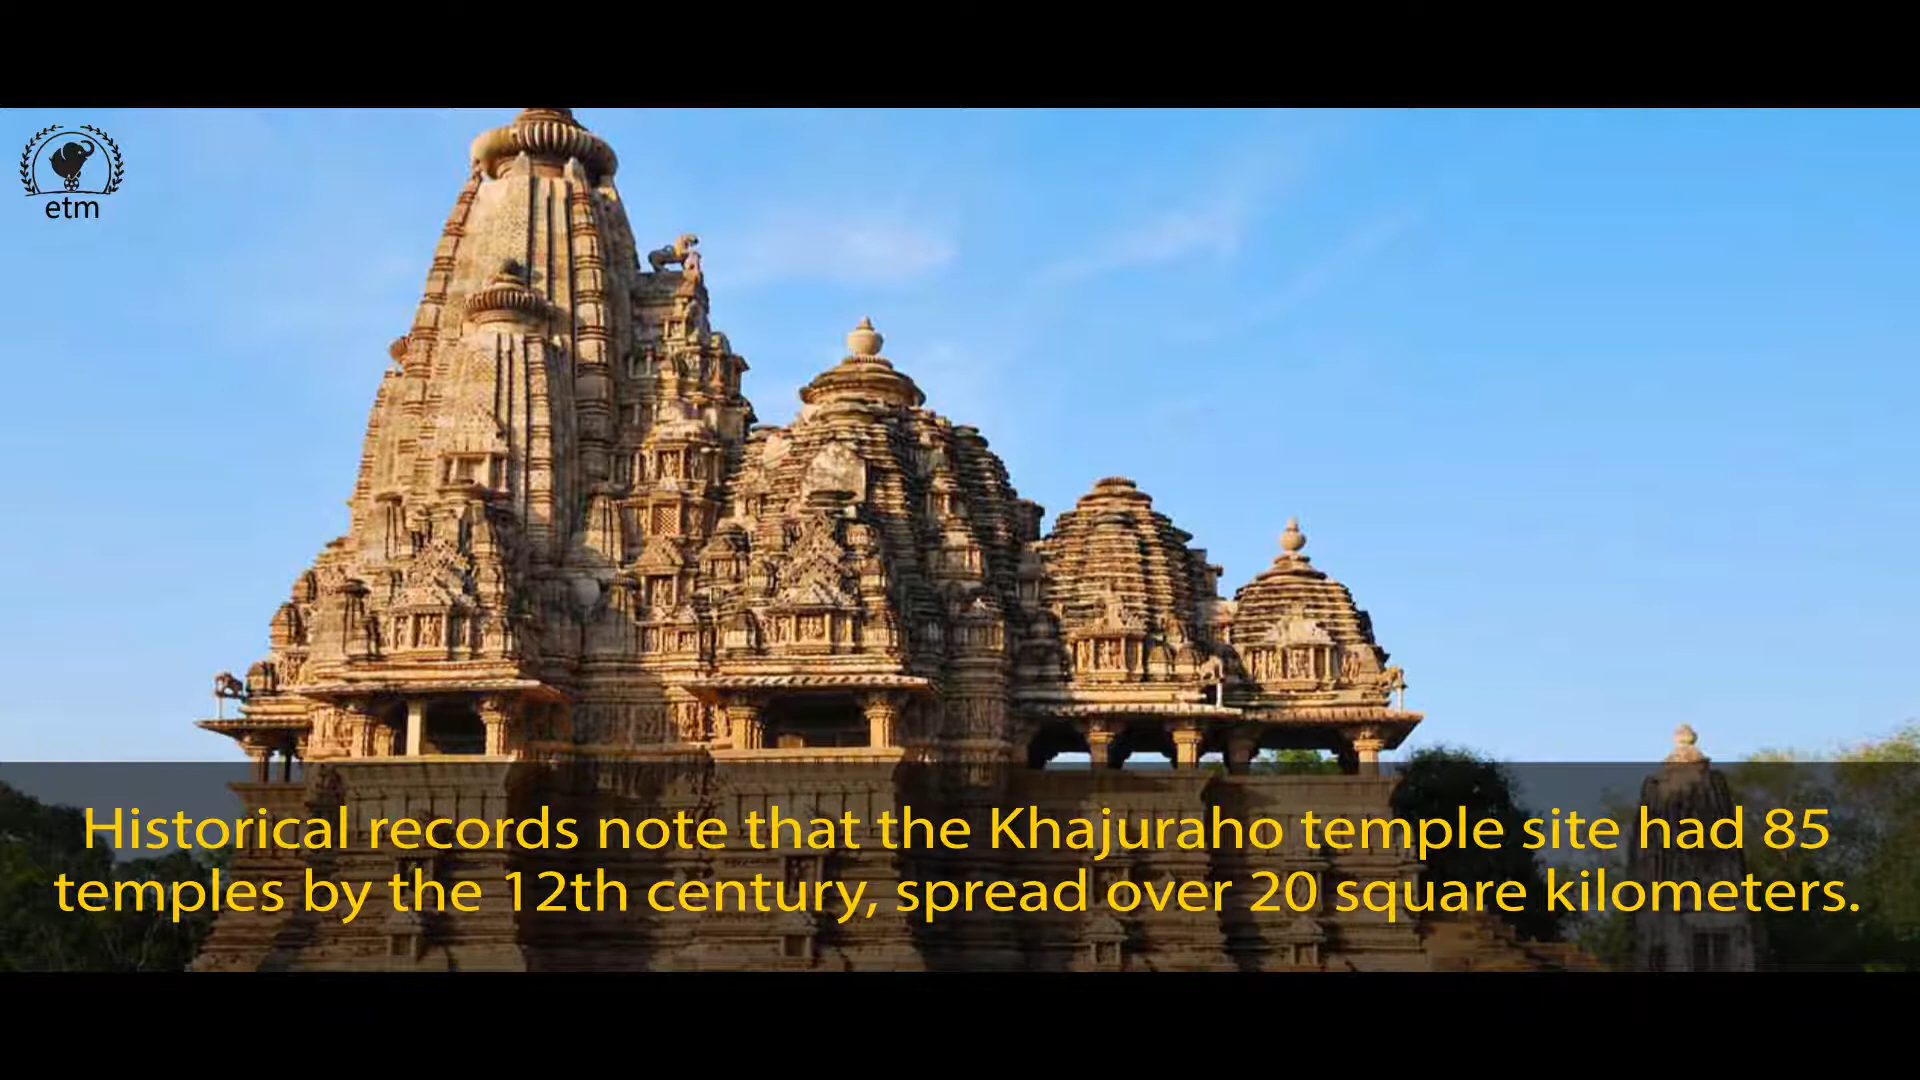 etm
Historical records note that the Khajuraho temple site had 85
temples by the 12th century, spread over 20 square kilometers.